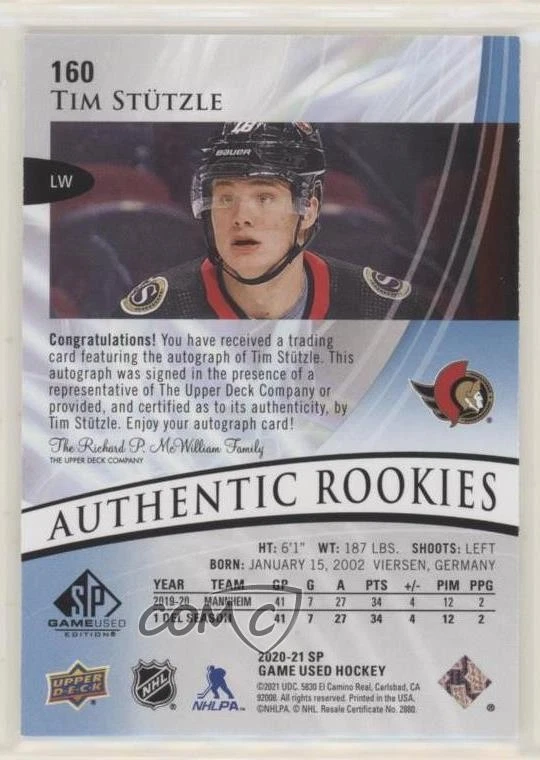 160
TIM STÜTZLE
18
BAUER
LW
Congratulations! You have received a trading
card featuring the autograph of Tim Stützle. This
autograph was signed in the presence of a
representative of The Upper Deck Company or
provided, and certified as to its authenticity, by
Tim Stützle. Enjoy your autograph card!
The Richard P. McWilliam Family
THE UPPER DECK COMPANY
AUTHENTIC ROOKIES
HT: 6'1" WT: 187 LBS. SHOOTS: LEFT
BORN: JANUARY 15, 2002 VIERSEN, GERMANY
YEAR TEAM GP G A PTS +/- PIM PPG
2019-20 MANNHEIM 41 7 27 34 4 12 2
1 DEL SEASON 41 7 27 34 4 12 2
SP
GAMEUSED
EDITION®
COMC
UPPER
DECK
NHL
NHLPA
2020-21 SP
GAME USED HOCKEY
©2021 UDC. 5830 El Camino Real, Carlsbad, CA
92008. All rights reserved. Printed in the USA.
©NHLPA. © NHL. Resale Certificate No. 2880.